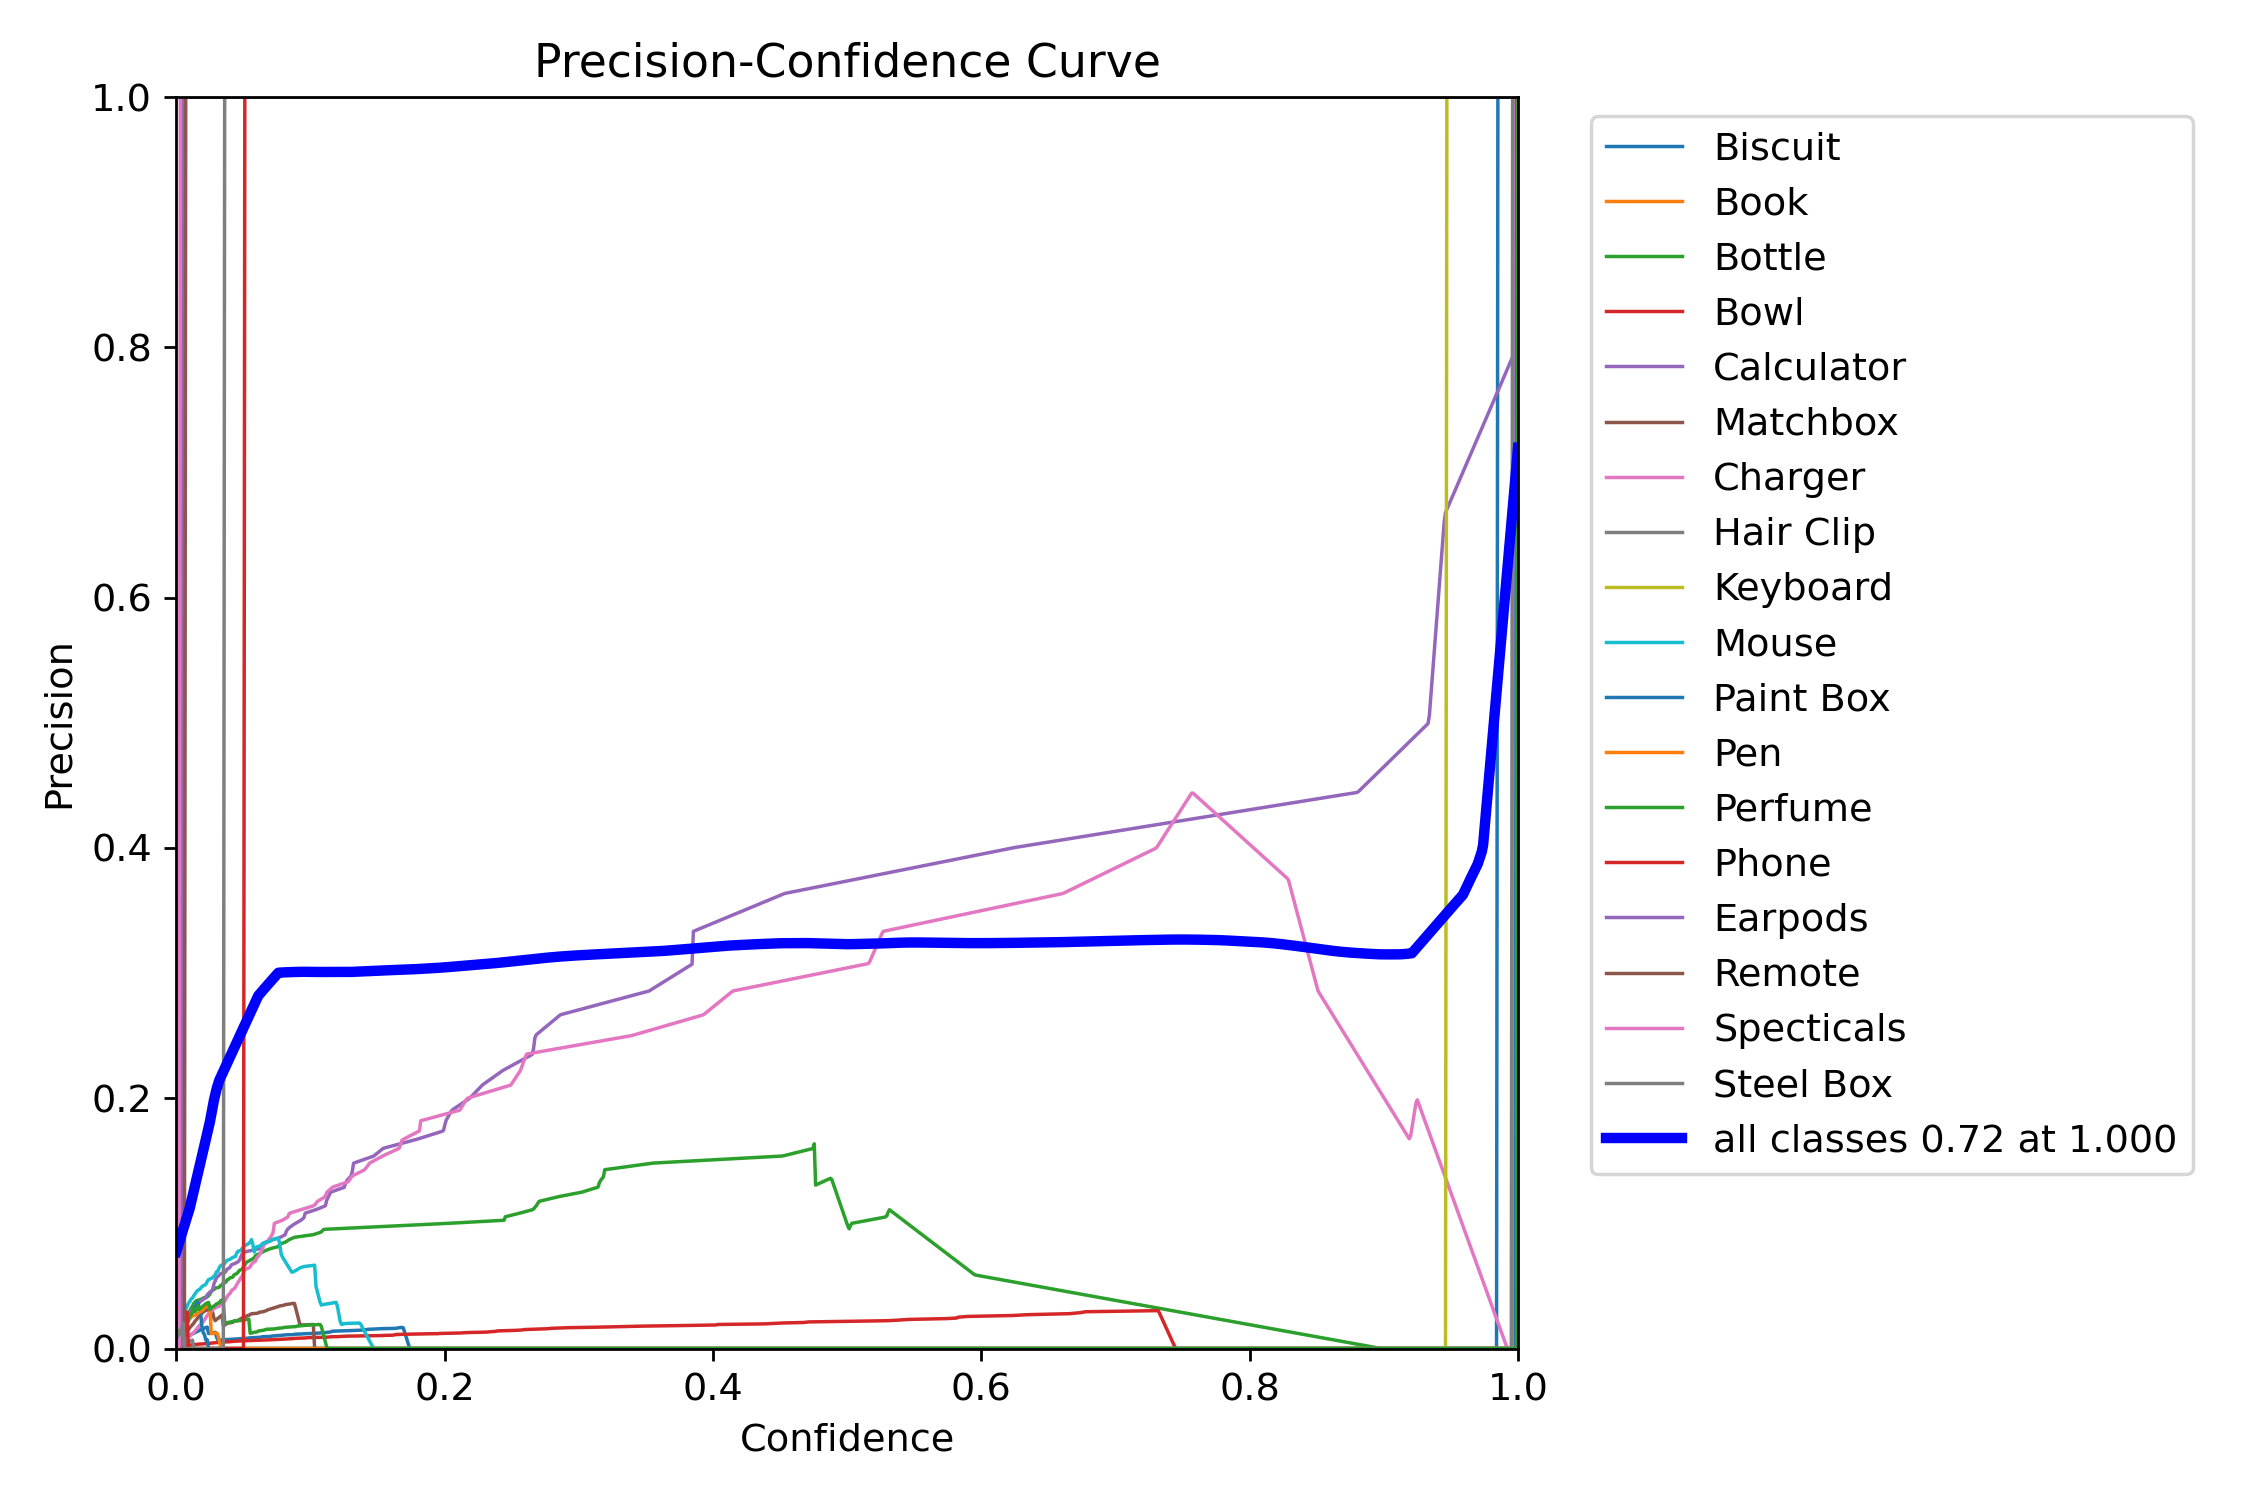 Precision-Confidence Curve
1.0
0.8
0.6
0.4
0.2
0.0
Precision
0.0 0.2 0.4 0.6 0.8 1.0
Confidence
Biscuit
Book
Bottle
Bowl
Calculator
Matchbox
Charger
Hair Clip
Keyboard
Mouse
Paint Box
Pen
Perfume
Phone
Earpods
Remote
Specticals
Steel Box
all classes 0.72 at 1.000